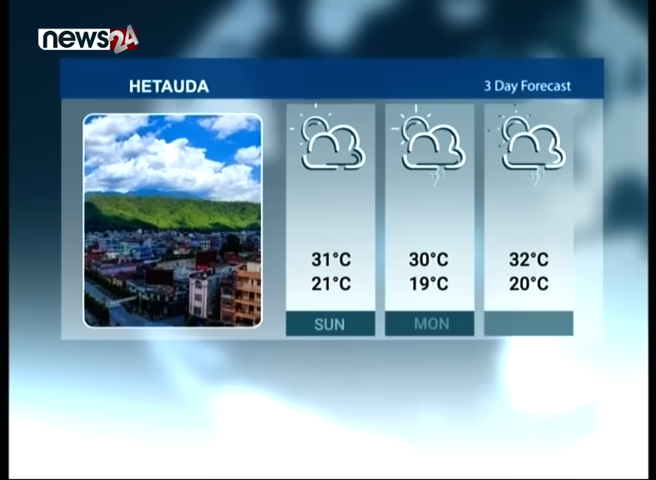 news24
HETAUDA
3 Day Forecast
31°C
21°C
SUN
30°C
19°C
MON
32°C
20°C